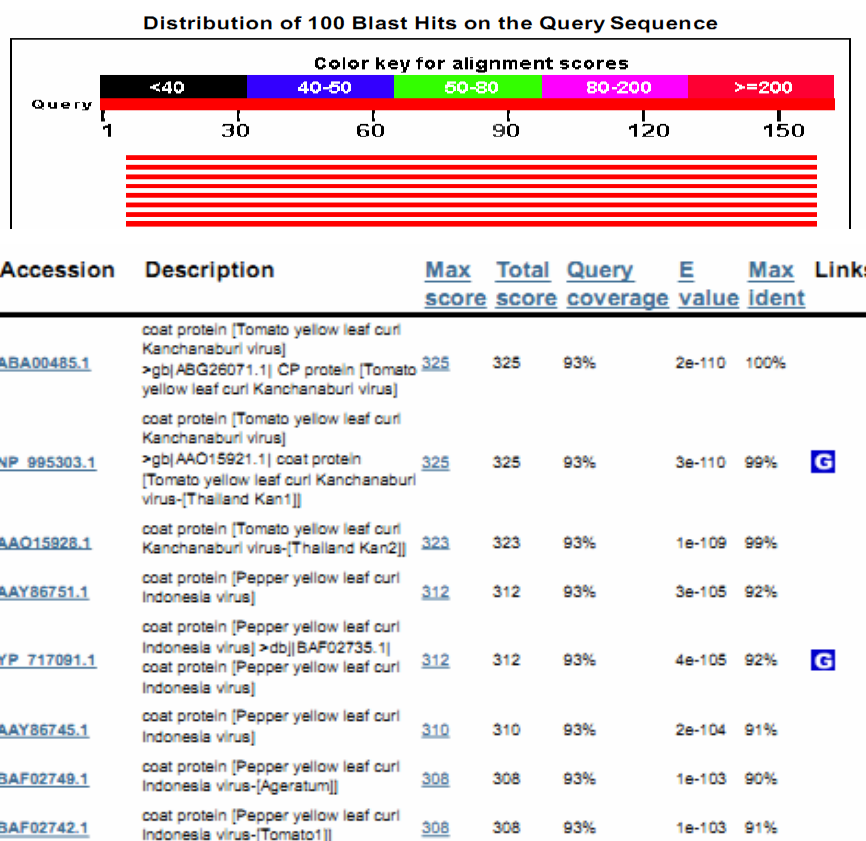 Distribution of 100 Blast Hits on the Query Sequence
Color key for alignment scores
<40 40-50 50-80 80-200 >=200
Query
1 30 60 90 120 150
Accession Description Max score Total score Query coverage E value Max ident Links
ABA00485.1 coat protein [Tomato yellow leaf curl
Kanchanaburi virus]
>gb|ABG26071.1| CP protein [Tomato
yellow leaf curl Kanchanaburi virus] 325 325 93% 2e-110 100%
NP_995303.1 coat protein [Tomato yellow leaf curl
Kanchanaburi virus]
>gb|AAO15921.1| coat protein
[Tomato yellow leaf curl Kanchanaburi
virus-[Thailand Kan1]] 325 325 93% 3e-110 99% G
AAO15928.1 coat protein [Tomato yellow leaf curl
Kanchanaburi virus-[Thailand Kan2]] 323 323 93% 1e-109 99%
AAY86751.1 coat protein [Pepper yellow leaf curl
Indonesia virus] 312 312 93% 3e-105 92%
YP_717091.1 coat protein [Pepper yellow leaf curl
Indonesia virus] >dbj|BAF02735.1|
coat protein [Pepper yellow leaf curl
Indonesia virus] 312 312 93% 4e-105 92% G
AAY86745.1 coat protein [Pepper yellow leaf curl
Indonesia virus] 310 310 93% 2e-104 91%
BAF02749.1 coat protein [Pepper yellow leaf curl
Indonesia virus-[Ageratum]] 308 308 93% 1e-103 90%
BAF02742.1 coat protein [Pepper yellow leaf curl
Indonesia virus-[Tomato1]] 308 308 93% 1e-103 91%